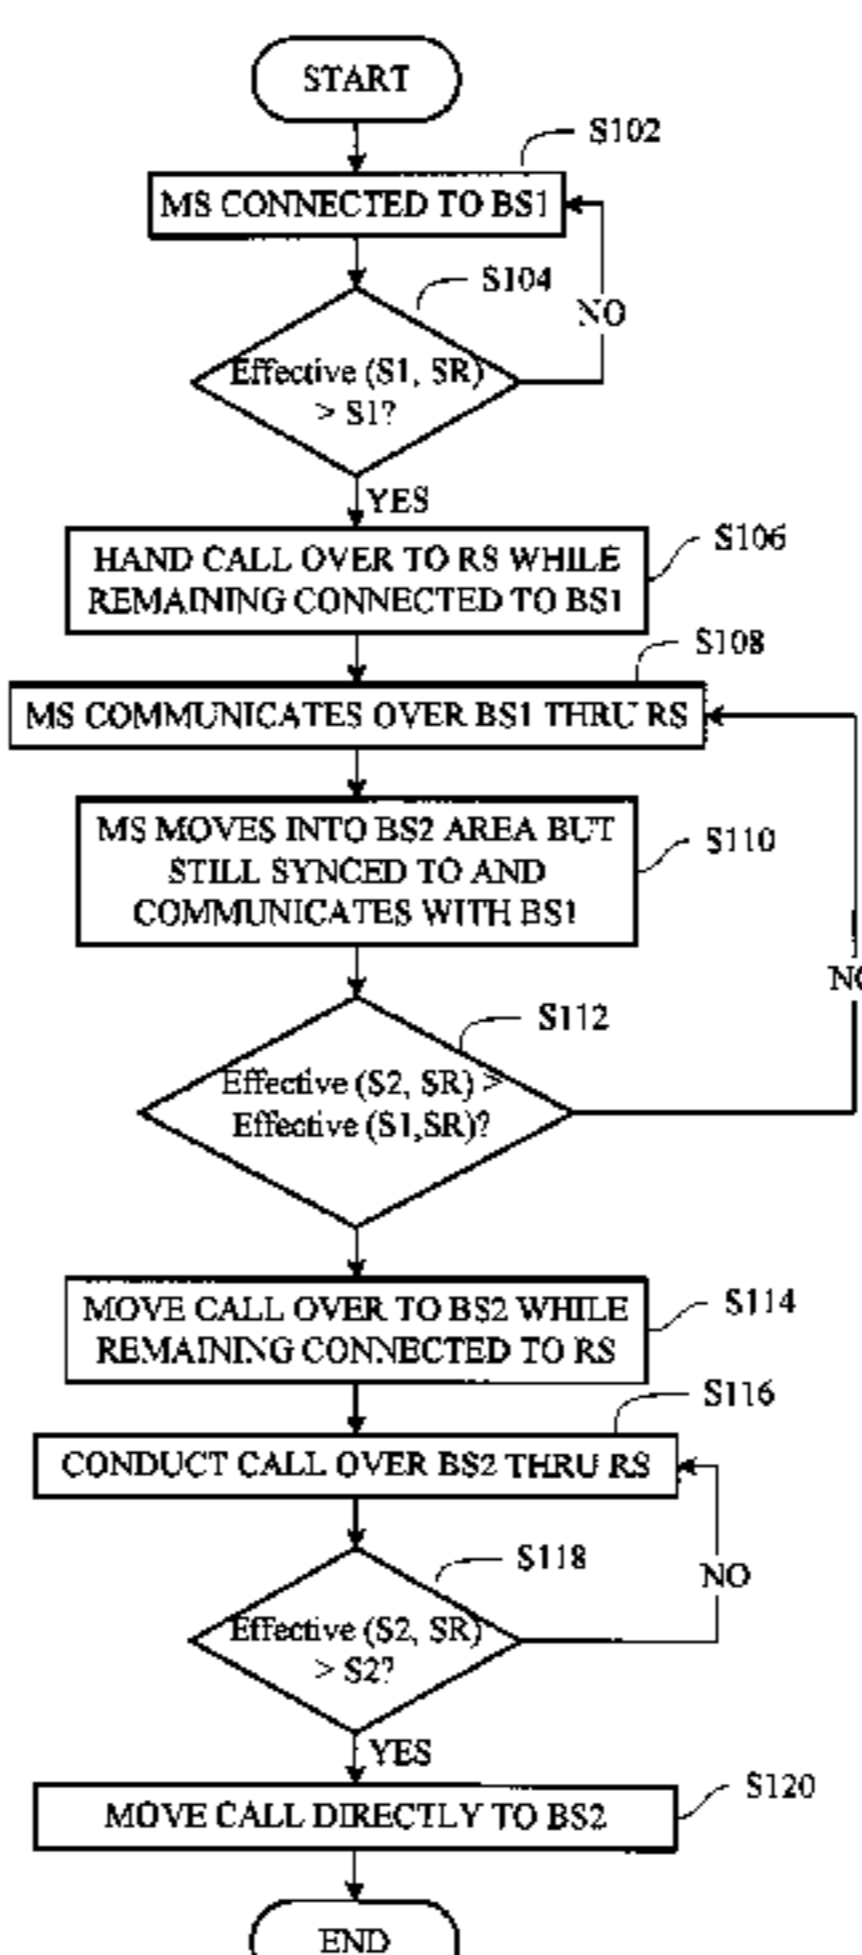 START
S102
MS CONNECTED TO BS1
S104
NO
Effective (S1, SR)
> S1?
YES
S106
HAND CALL OVER TO RS WHILE
REMAINING CONNECTED TO BS1
S108
MS COMMUNICATES OVER BS1 THRU RS
MS MOVES INTO BS2 AREA BUT
STILL SYNCED TO AND
COMMUNICATES WITH BS1
S110
NO
S112
Effective (S2, SR) >
Effective (S1,SR)?
MOVE CALL OVER TO BS2 WHILE
REMAINING CONNECTED TO RS
S114
S116
CONDUCT CALL OVER BS2 THRU RS
S118
NO
Effective (S2, SR)
> S2?
YES
S120
MOVE CALL DIRECTLY TO BS2
END